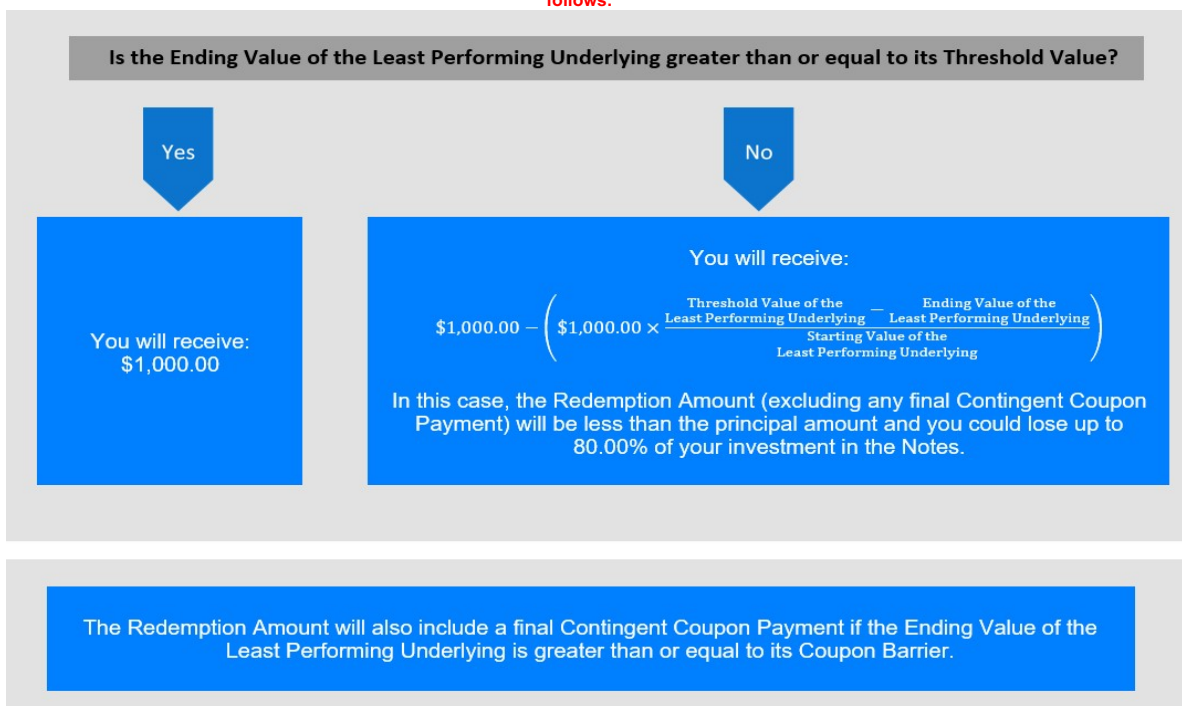 follows:
Is the Ending Value of the Least Performing Underlying greater than or equal to its Threshold Value?
Yes
No
You will receive:
$1,000.00
You will receive:
$1,000.00 − ( $1,000.00 × Threshold Value of the Least Performing Underlying − Ending Value of the Least Performing Underlying / Starting Value of the Least Performing Underlying )
In this case, the Redemption Amount (excluding any final Contingent Coupon
Payment) will be less than the principal amount and you could lose up to
80.00% of your investment in the Notes.
The Redemption Amount will also include a final Contingent Coupon Payment if the Ending Value of the
Least Performing Underlying is greater than or equal to its Coupon Barrier.